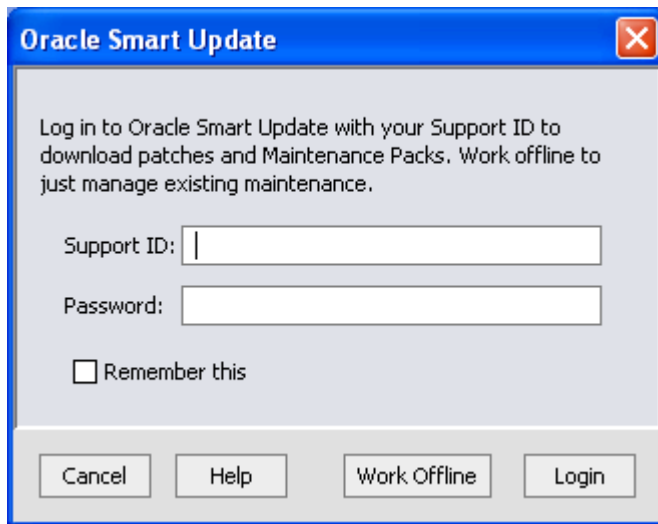 Oracle Smart Update
Log in to Oracle Smart Update with your Support ID to
download patches and Maintenance Packs. Work offline to
just manage existing maintenance.
Support ID:
Password:
Remember this
Cancel Help Work Offline Login